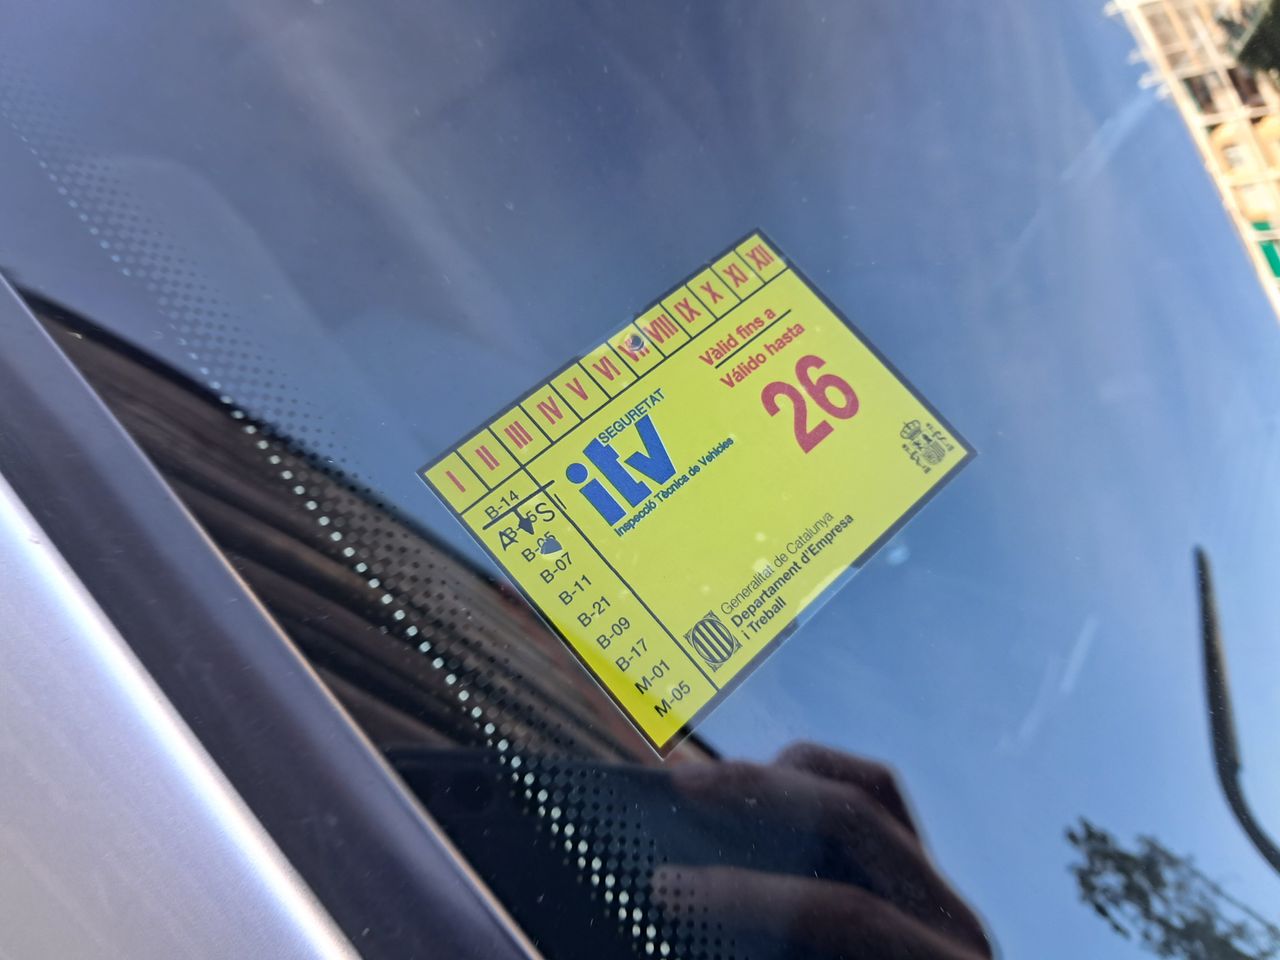 I II III IV V VI VII VIII IX X XI XII
Vàlid fins a
Válido hasta
26
SEGURETAT
itv
Inspecció Tècnica de Vehicles
B-14
B-05
B-07
B-11
B-21
B-09
B-17
M-01
M-05
Generalitat de Catalunya
Departament d'Empresa
i Treball